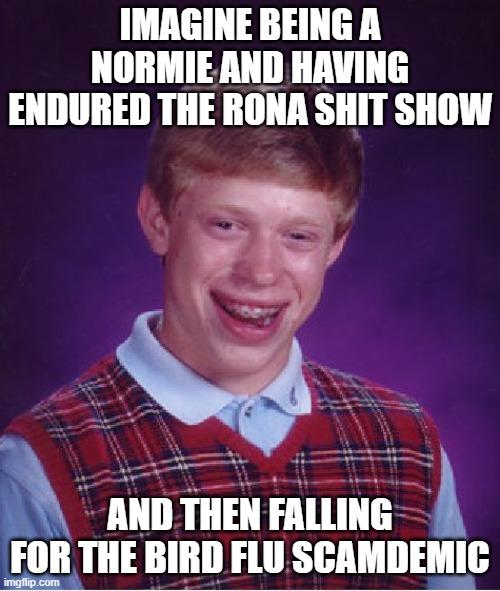 IMAGINE BEING A
NORMIE AND HAVING
ENDURED THE RONA SHIT SHOW
AND THEN FALLING
FOR THE BIRD FLU SCAMDEMIC
imgflip.com